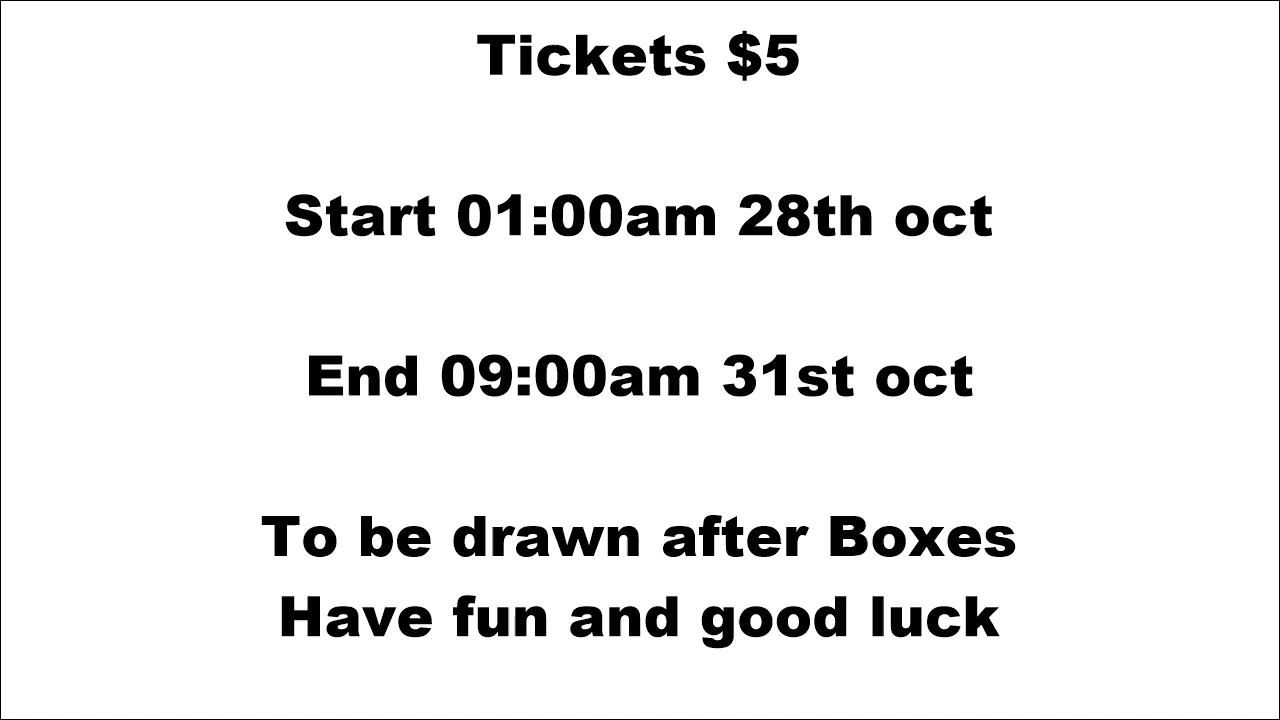 Tickets $5
Start 01:00am 28th oct
End 09:00am 31st oct
To be drawn after Boxes
Have fun and good luck